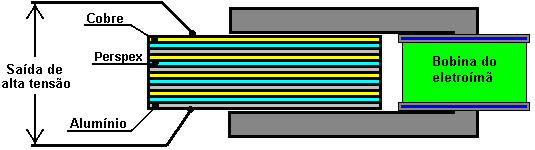 Cobre
Perspex
Saída de
alta tensão
Alumínio
Bobina do
eletroímã